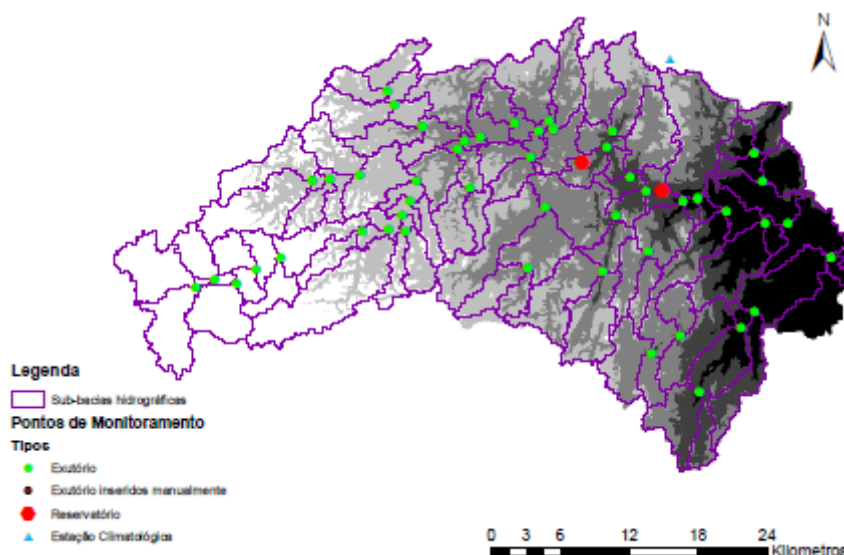 N
Legenda
Sub-bacias hidrográficas
Pontos de Monitoramento
Tipos
Exutório
Exutório inseridos manualmente
Reservatório
Estação Climatológica
0 3 6 12 18 24
Kilometros